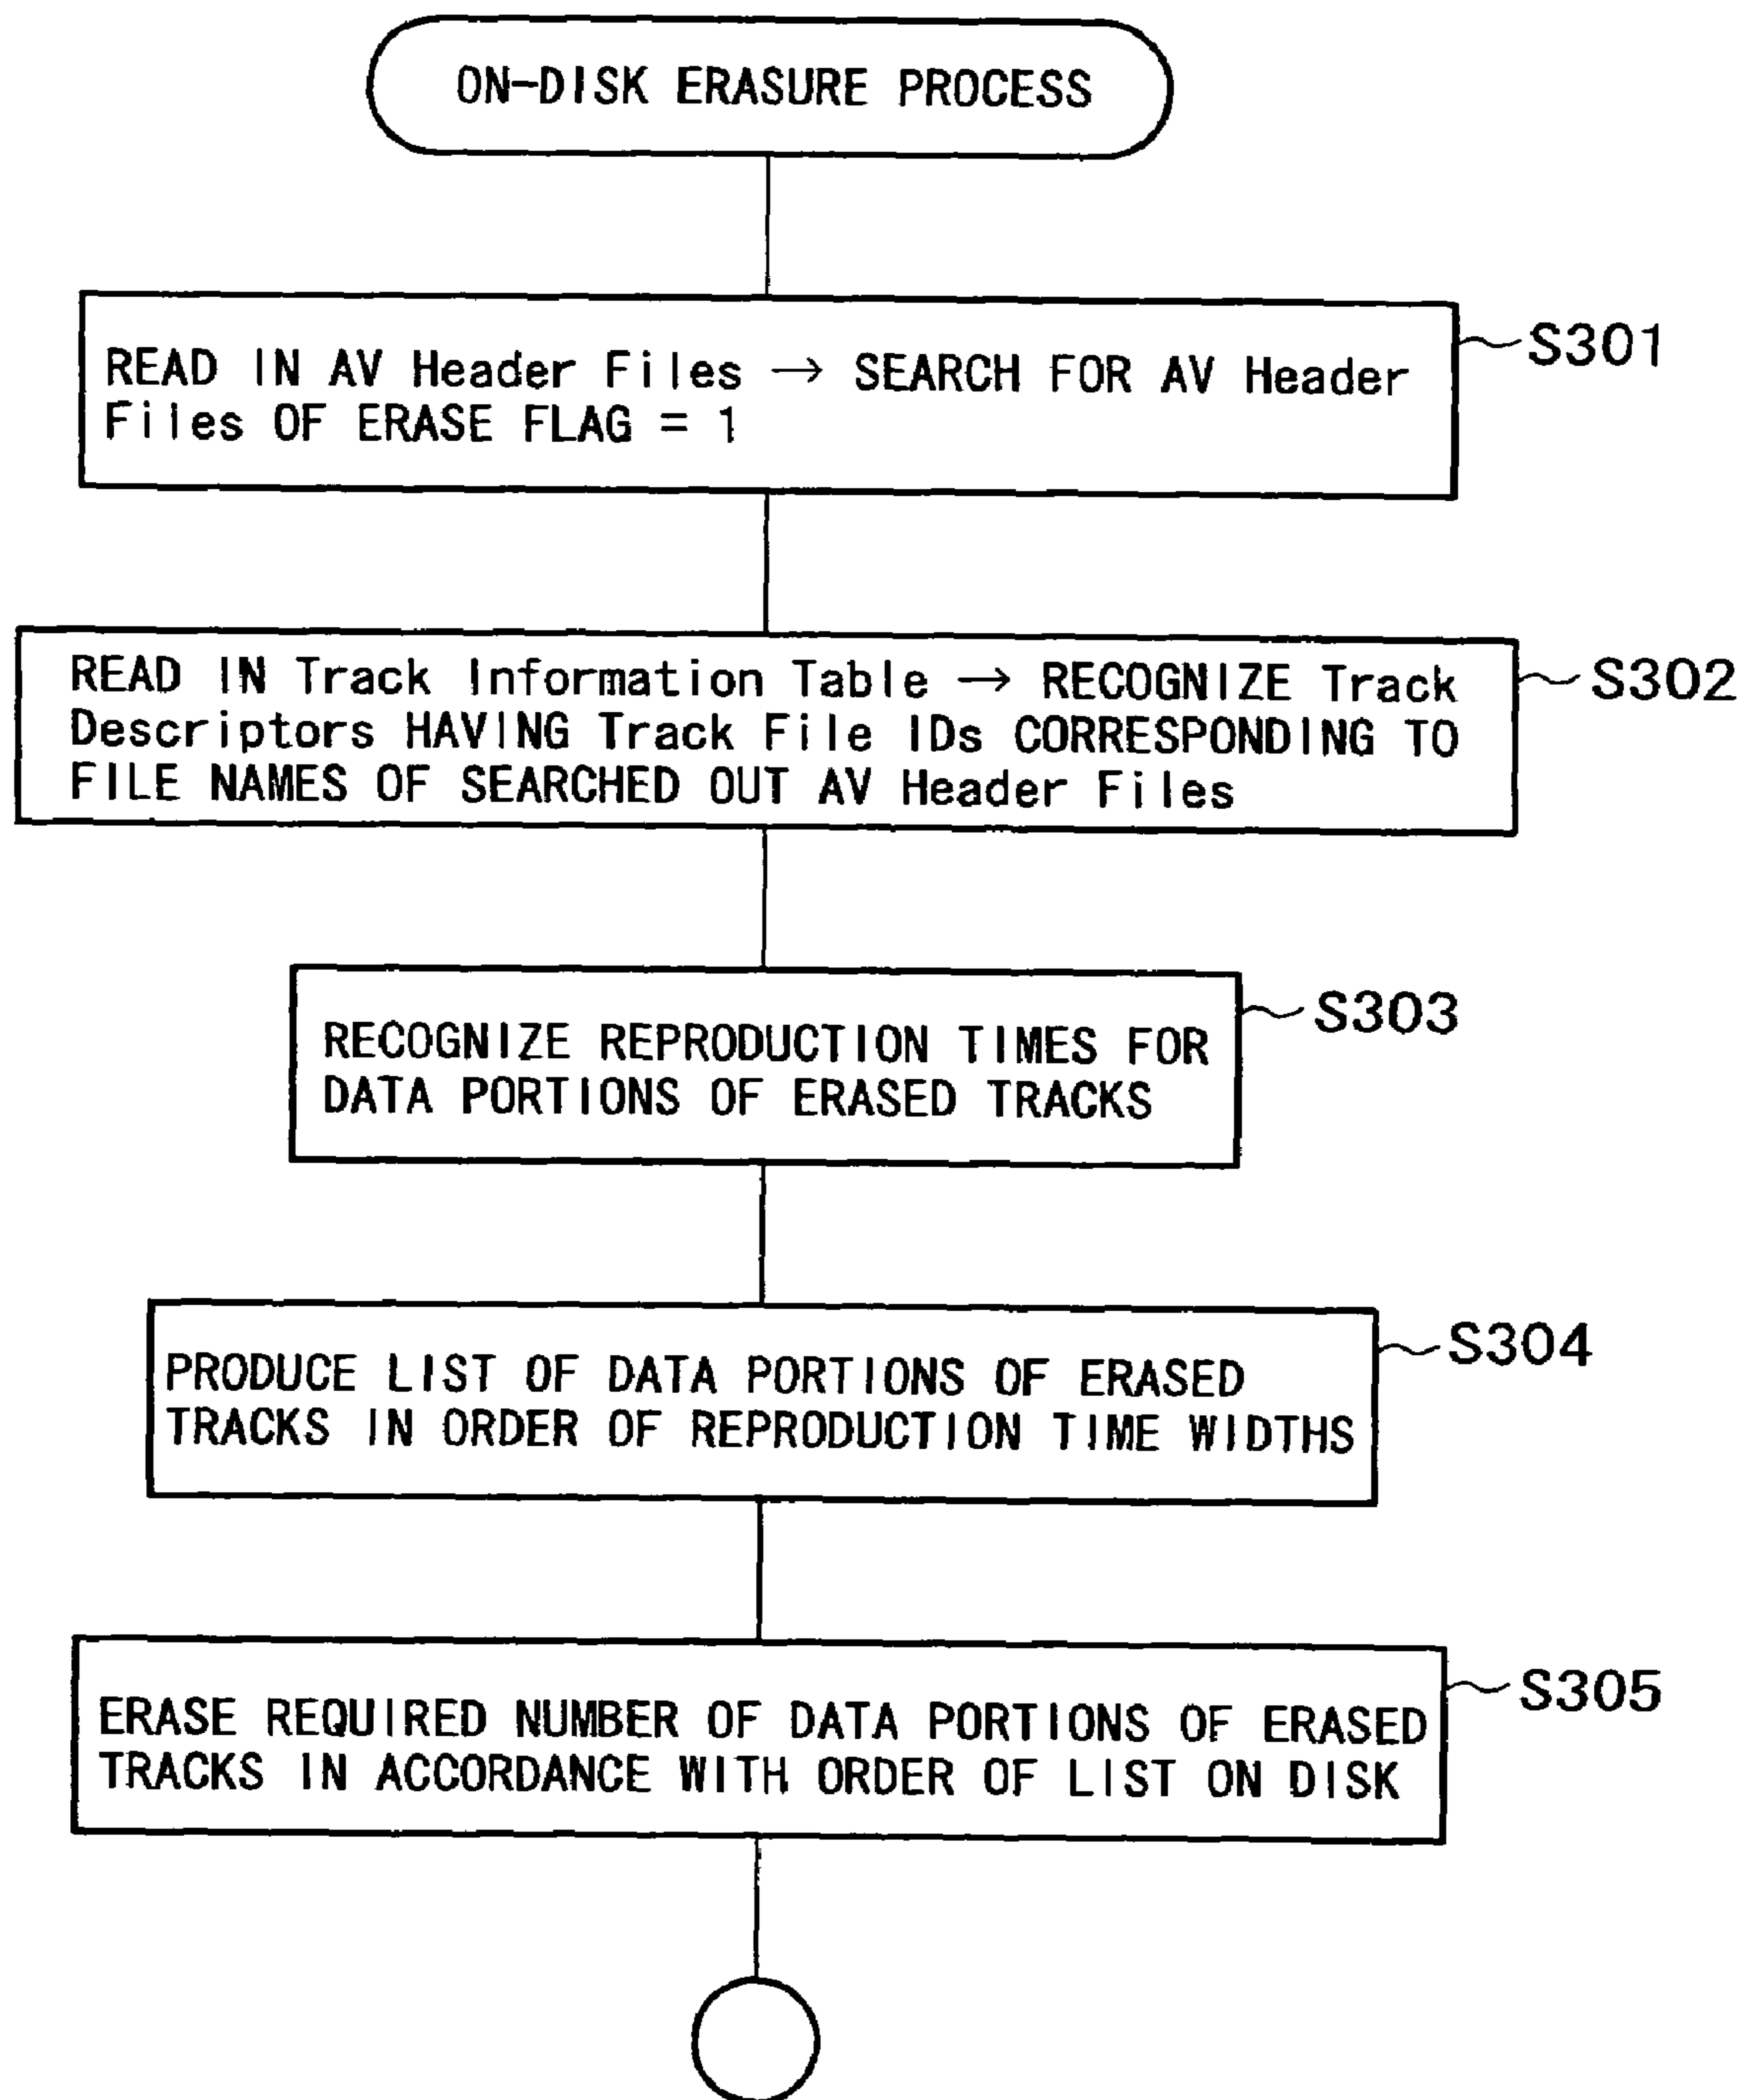 ON-DISK ERASURE PROCESS
READ IN AV Header Files → SEARCH FOR AV Header
Files OF ERASE FLAG = 1
S301
READ IN Track Information Table → RECOGNIZE Track
Descriptors HAVING Track File IDs CORRESPONDING TO
FILE NAMES OF SEARCHED OUT AV Header Files
S302
RECOGNIZE REPRODUCTION TIMES FOR
DATA PORTIONS OF ERASED TRACKS
S303
PRODUCE LIST OF DATA PORTIONS OF ERASED
TRACKS IN ORDER OF REPRODUCTION TIME WIDTHS
S304
ERASE REQUIRED NUMBER OF DATA PORTIONS OF ERASED
TRACKS IN ACCORDANCE WITH ORDER OF LIST ON DISK
S305